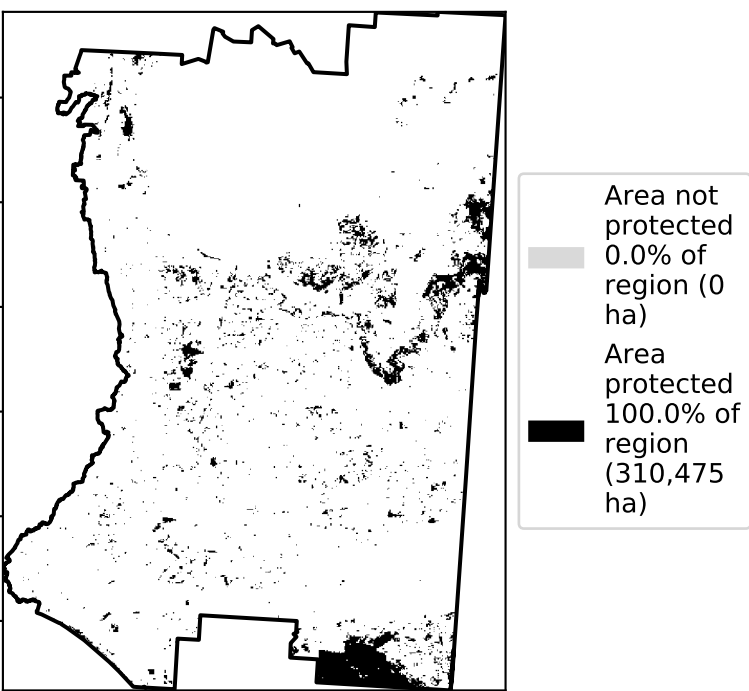 Area not
protected
0.0% of
region (0
ha)
Area
protected
100.0% of
region
(310,475
ha)